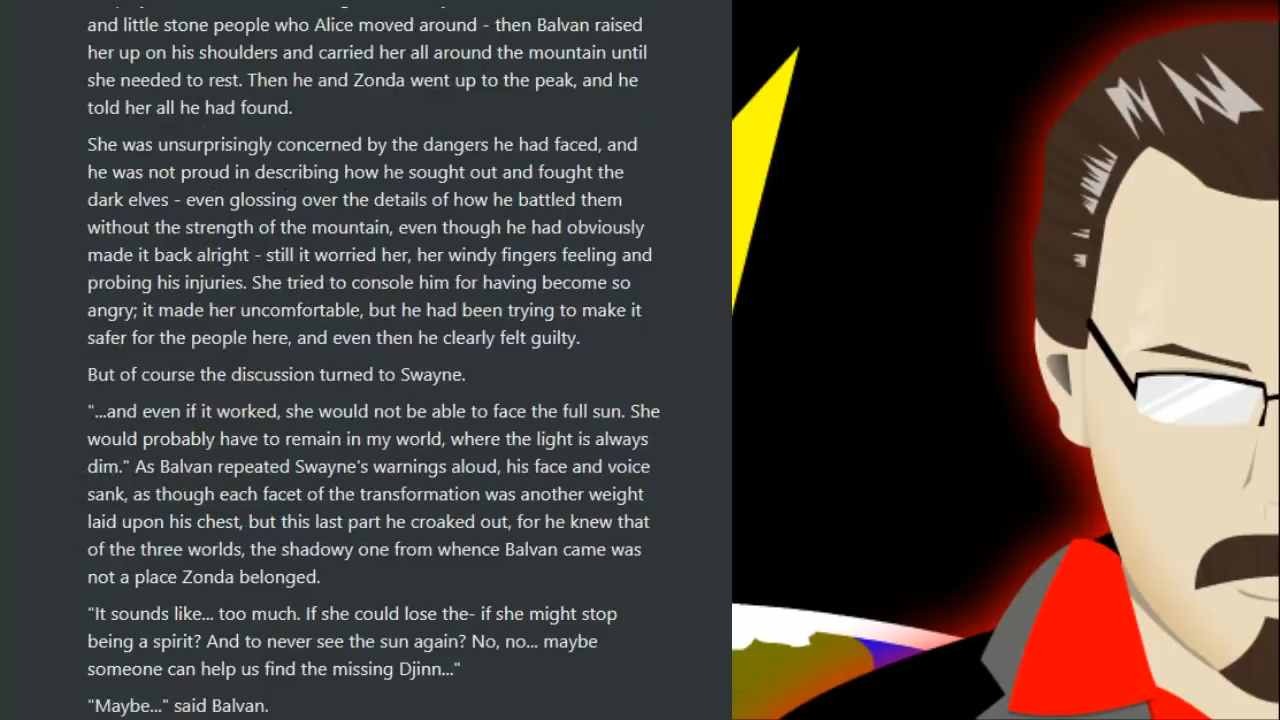 and little stone people who Alice moved around - then Balvan raised
her up on his shoulders and carried her all around the mountain until
she needed to rest. Then he and Zonda went up to the peak, and he
told her all he had found.
She was unsurprisingly concerned by the dangers he had faced, and
he was not proud in describing how he sought out and fought the
dark elves - even glossing over the details of how he battled them
without the strength of the mountain, even though he had obviously
made it back alright - still it worried her, her windy fingers feeling and
probing his injuries. She tried to console him for having become so
angry; it made her uncomfortable, but he had been trying to make it
safer for the people here, and even then he clearly felt guilty.
But of course the discussion turned to Swayne.
"...and even if it worked, she would not be able to face the full sun. She
would probably have to remain in my world, where the light is always
dim." As Balvan repeated Swayne's warnings aloud, his face and voice
sank, as though each facet of the transformation was another weight
laid upon his chest, but this last part he croaked out, for he knew that
of the three worlds, the shadowy one from whence Balvan came was
not a place Zonda belonged.
"It sounds like... too much. If she could lose the- if she might stop
being a spirit? And to never see the sun again? No, no... maybe
someone can help us find the missing Djinn..."
"Maybe..." said Balvan.